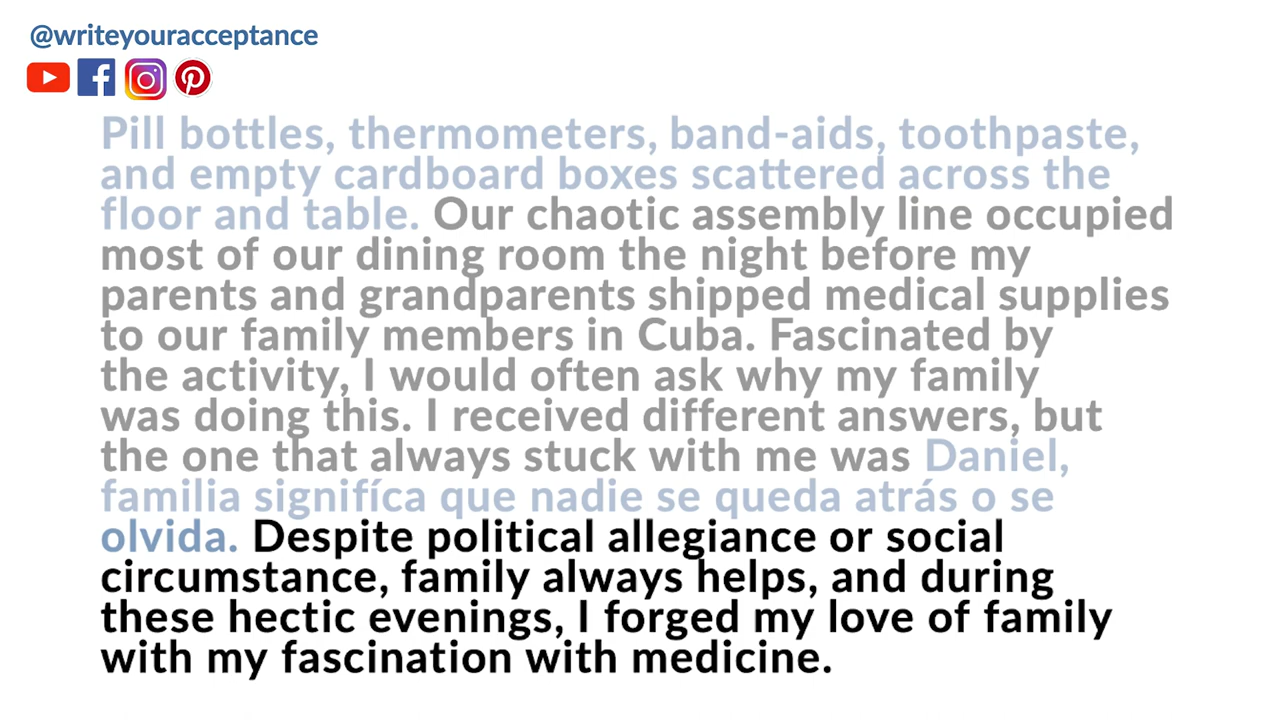 @writeyouracceptance
Pill bottles, thermometers, band-aids, toothpaste,
and empty cardboard boxes scattered across the
floor and table. Our chaotic assembly line occupied
most of our dining room the night before my
parents and grandparents shipped medical supplies
to our family members in Cuba. Fascinated by
the activity, I would often ask why my family
was doing this. I received different answers, but
the one that always stuck with me was Daniel,
familia signifíca que nadie se queda atrás o se
olvida. Despite political allegiance or social
circumstance, family always helps, and during
these hectic evenings, I forged my love of family
with my fascination with medicine.